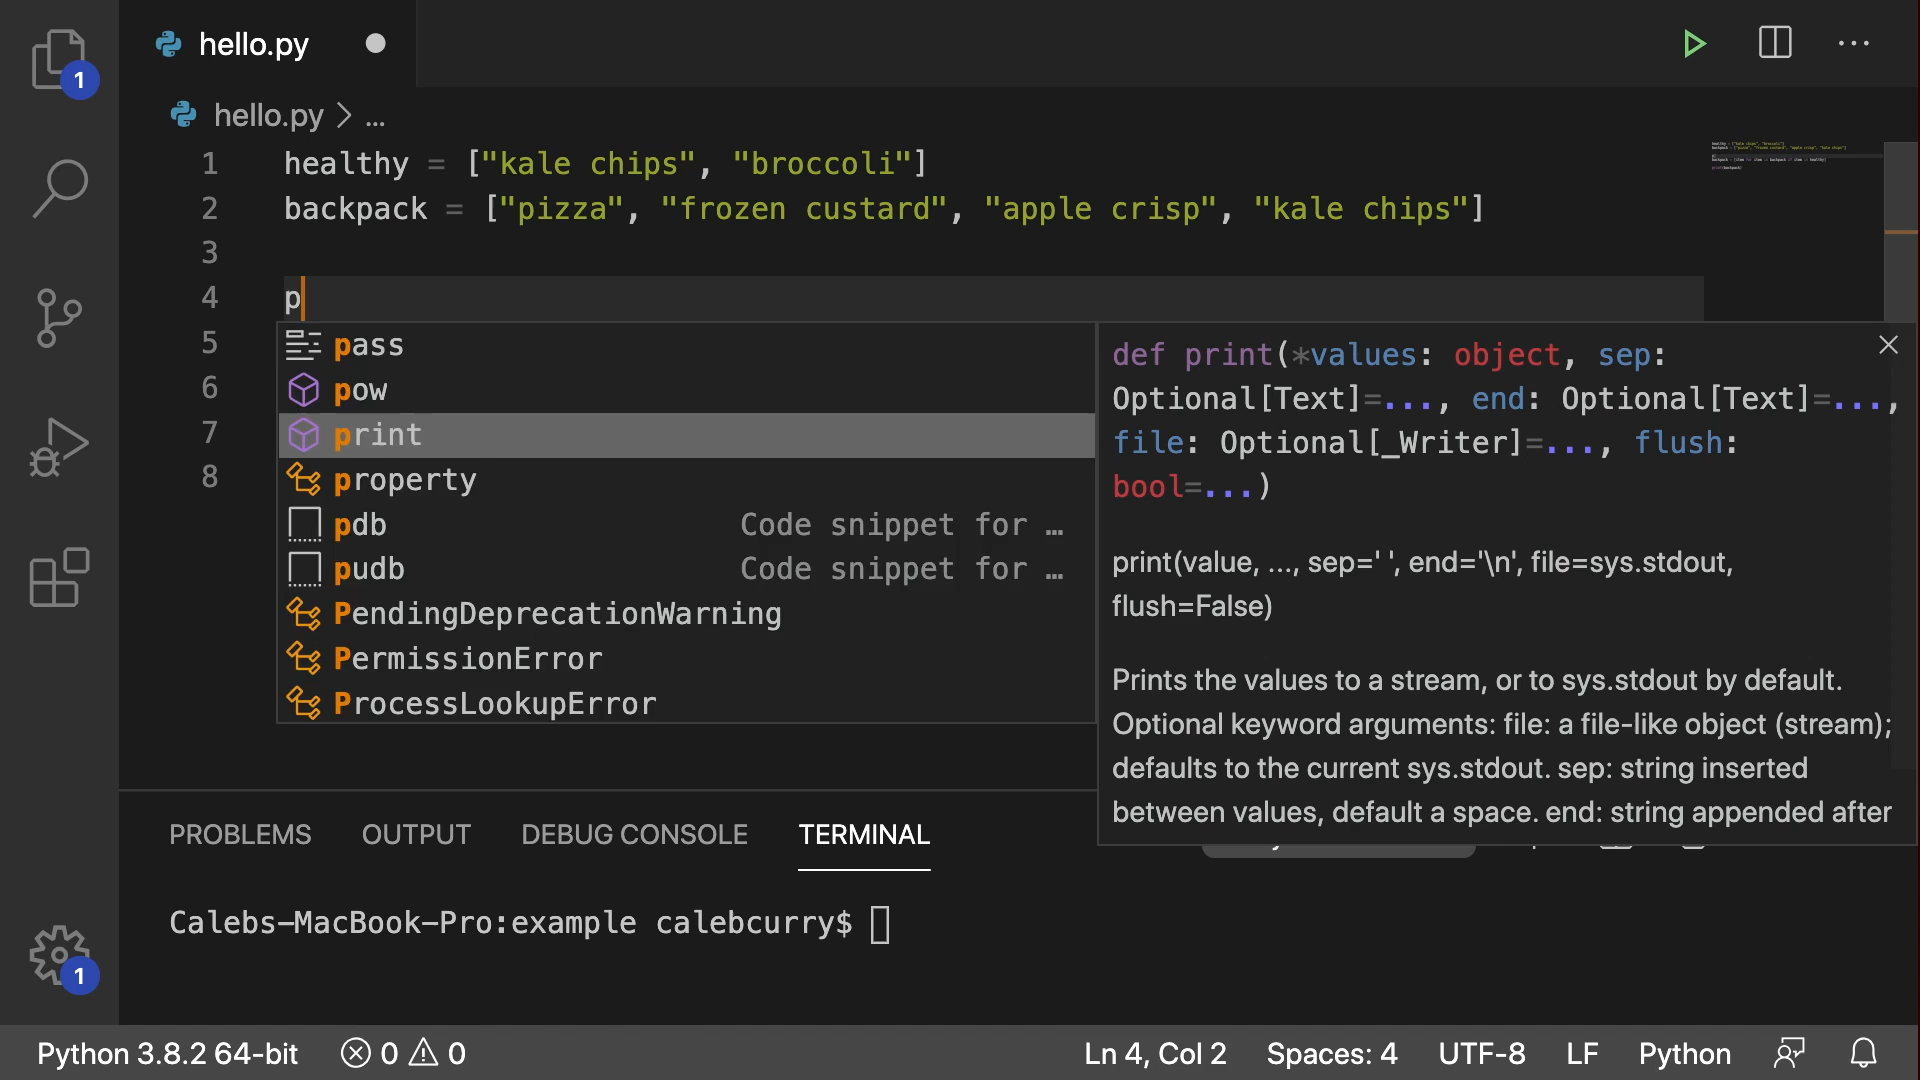 1
hello.py
hello.py > ...
1 healthy = ["kale chips", "broccoli"]
2 backpack = ["pizza", "frozen custard", "apple crisp", "kale chips"]
3
4 p
5
6
7
8
pass
pow
print
property
pdb Code snippet for …
pudb Code snippet for …
PendingDeprecationWarning
PermissionError
ProcessLookupError
def print(*values: object, sep:
Optional[Text]=..., end: Optional[Text]=...,
file: Optional[_Writer]=..., flush:
bool=...)
print(value, ..., sep=' ', end='\n', file=sys.stdout,
flush=False)
Prints the values to a stream, or to sys.stdout by default.
Optional keyword arguments: file: a file-like object (stream);
defaults to the current sys.stdout. sep: string inserted
between values, default a space. end: string appended after
PROBLEMS OUTPUT DEBUG CONSOLE TERMINAL
Calebs-MacBook-Pro:example calebcurry$
1
Python 3.8.2 64-bit 0 0 Ln 4, Col 2 Spaces: 4 UTF-8 LF Python